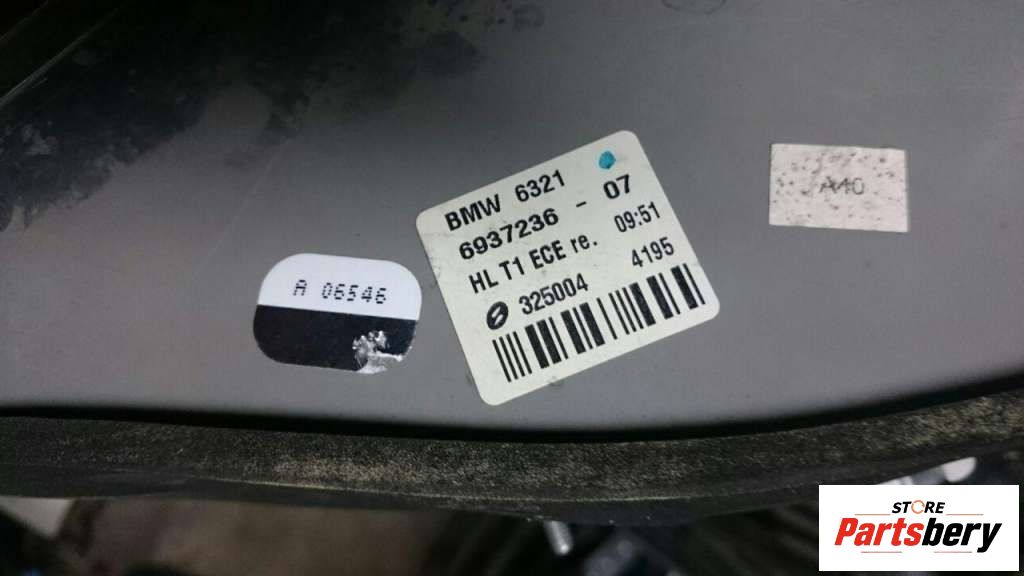 BMW 6321
6937236 - 07
HL T1 ECE re. 09:51
325004 4195
A 06546
A40
STORE
Partsbery